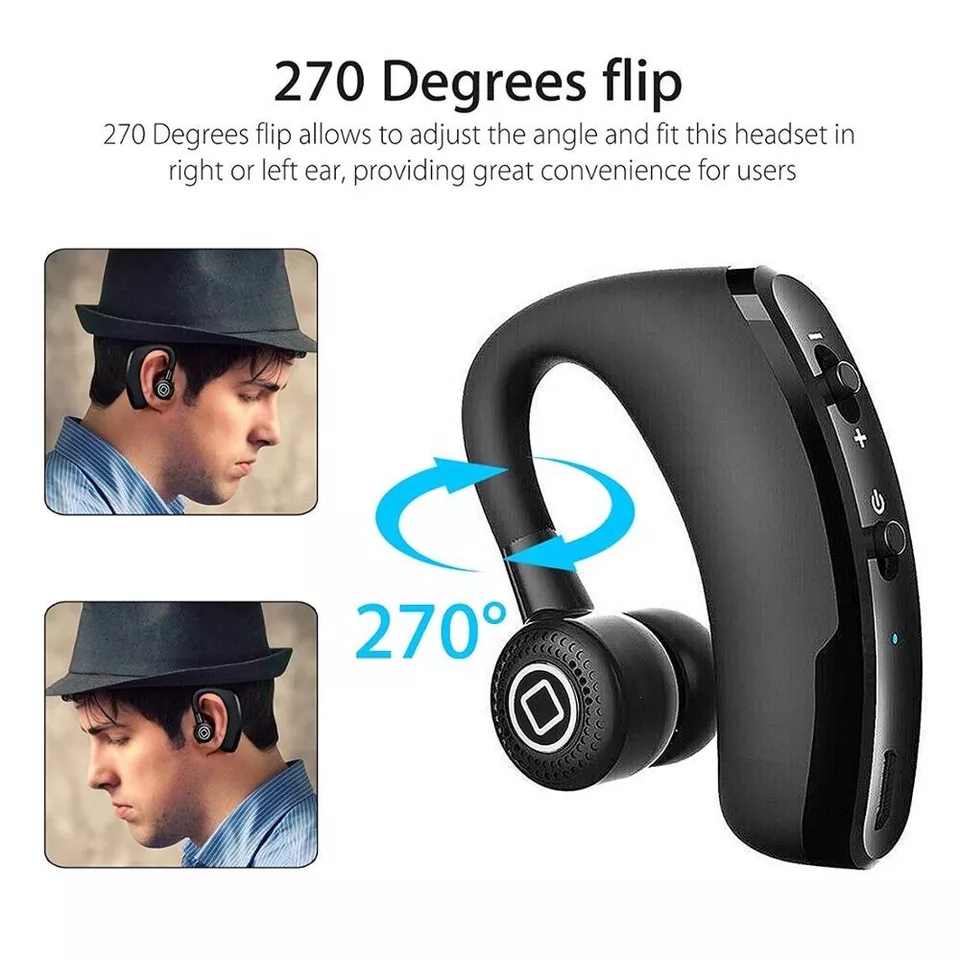 270 Degrees flip
270 Degrees flip allows to adjust the angle and fit this headset in
right or left ear, providing great convenience for users
270°
-
+